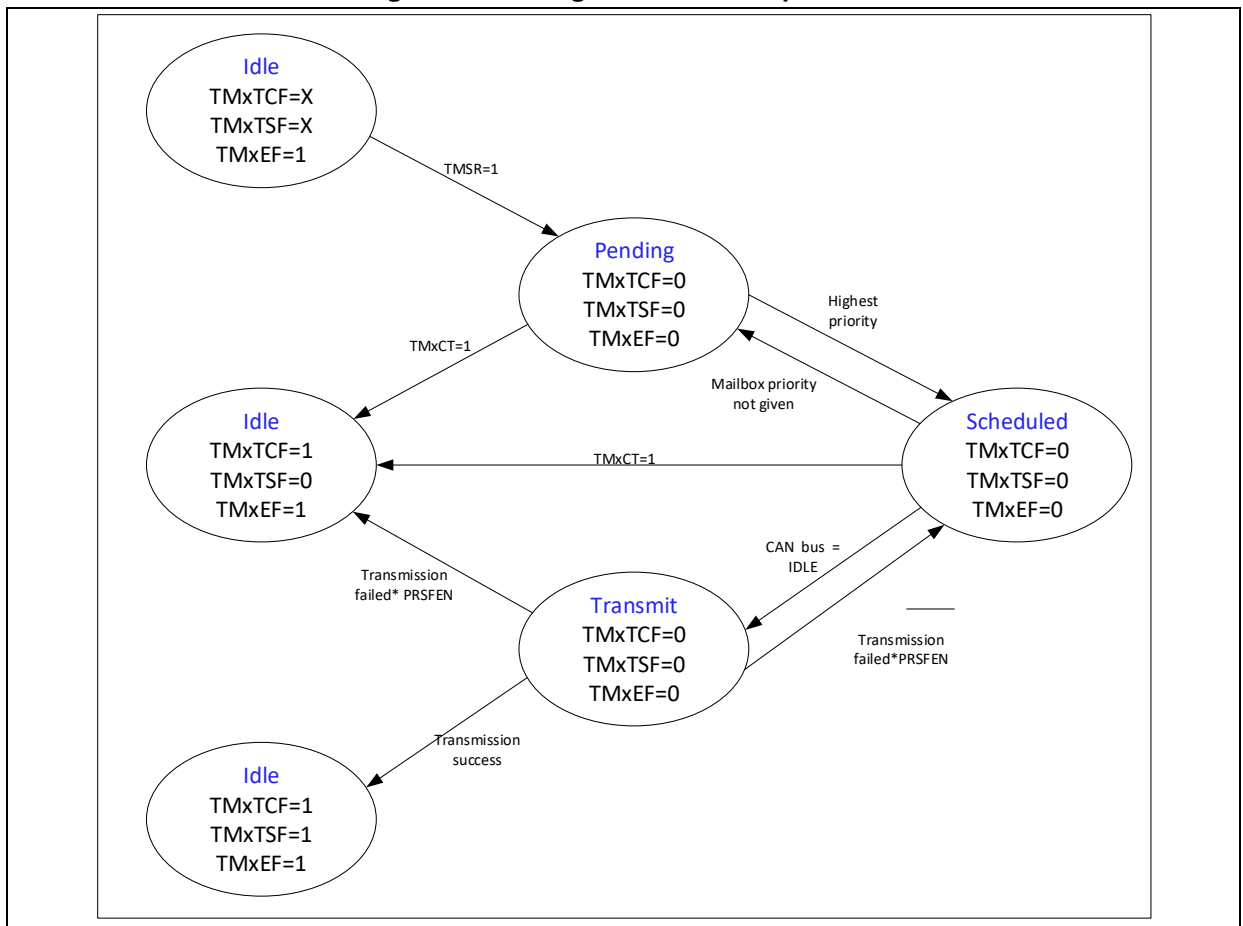 Idle
TMxTCF=X
TMxTSF=X
TMxEF=1
TMSR=1
Pending
TMxTCF=0
TMxTSF=0
TMxEF=0
Highest
priority
TMxCT=1
Mailbox priority
not given
Idle
TMxTCF=1
TMxTSF=0
TMxEF=1
TMxCT=1
Scheduled
TMxTCF=0
TMxTSF=0
TMxEF=0
CAN bus =
IDLE
Transmission
failed* PRSFEN
Transmit
TMxTCF=0
TMxTSF=0
TMxEF=0
Transmission
failed*PRSFEN
Transmission
success
Idle
TMxTCF=1
TMxTSF=1
TMxEF=1